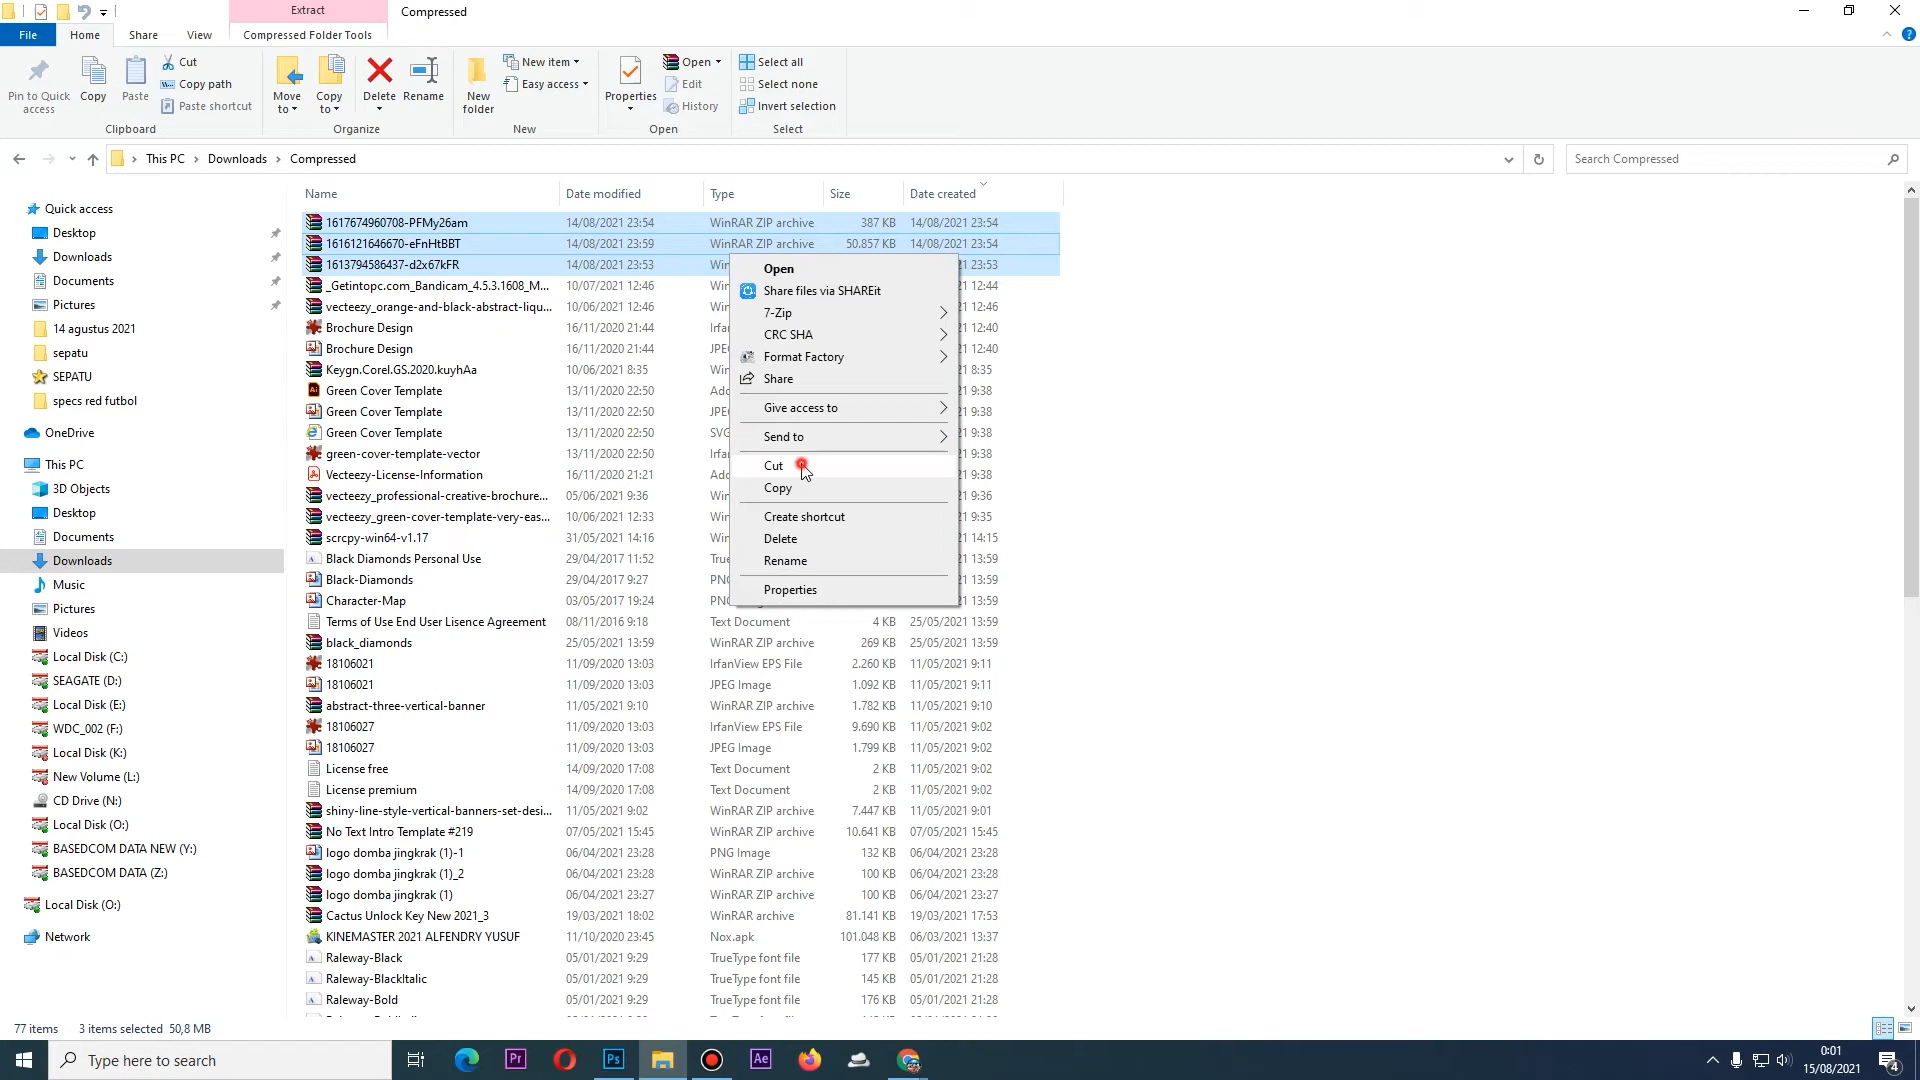 Extract
Compressed
File
Home
Share
View
Compressed Folder Tools
Pin to Quick access
Copy
Paste
Cut
Copy path
Paste shortcut
Clipboard
Move to
Copy to
Delete
Rename
Organize
New folder
New item
Easy access
New
Properties
Open
Edit
History
Open
Select all
Select none
Invert selection
Select
This PC
Downloads
Compressed
Search Compressed
Quick access
Desktop
Downloads
Documents
Pictures
14 agustus 2021
sepatu
SEPATU
specs red futbol
OneDrive
This PC
3D Objects
Desktop
Documents
Downloads
Music
Pictures
Videos
Local Disk (C:)
SEAGATE (D:)
Local Disk (E:)
WDC_002 (F:)
Local Disk (K:)
New Volume (L:)
CD Drive (N:)
Local Disk (O:)
BASEDCOM DATA NEW (Y:)
BASEDCOM DATA (Z:)
Local Disk (O:)
Network
Name Date modified Type Size Date created
1617674960708-PFMy26am 14/08/2021 23:54 WinRAR ZIP archive 387 KB 14/08/2021 23:54
1616121646670-eFnHtBBT 14/08/2021 23:59 WinRAR ZIP archive 50.857 KB 14/08/2021 23:54
1613794586437-d2x67kFR 14/08/2021 23:53 Win 21 23:53
_Getintopc.com_Bandicam_4.5.3.1608_M... 10/07/2021 12:46 Win 21 12:44
vecteezy_orange-and-black-abstract-liqu... 10/06/2021 12:46 Win 21 12:46
Brochure Design 16/11/2020 21:44 Irfan 21 12:40
Brochure Design 16/11/2020 21:44 JPE 21 12:40
Keygn.Corel.GS.2020.kuyhAa 10/06/2021 8:35 Win 21 8:35
Green Cover Template 13/11/2020 22:50 Ado 21 9:38
Green Cover Template 13/11/2020 22:50 JPE 21 9:38
Green Cover Template 13/11/2020 22:50 SVG 21 9:38
green-cover-template-vector 13/11/2020 22:50 Irfan 21 9:38
Vecteezy-License-Information 16/11/2020 21:21 Ado 21 9:38
vecteezy_professional-creative-brochure... 05/06/2021 9:36 Win 21 9:36
vecteezy_green-cover-template-very-eas... 10/06/2021 12:33 Win 21 9:35
scrcpy-win64-v1.17 31/05/2021 14:16 Win 21 14:15
Black Diamonds Personal Use 29/04/2017 11:52 True 21 13:59
Black-Diamonds 29/04/2017 9:27 PNG 21 13:59
Character-Map 03/05/2017 19:24 PNG 21 13:59
Terms of Use End User Lisence Agreement 08/11/2016 9:18 Text Document 4 KB 25/05/2021 13:59
black_diamonds 25/05/2021 13:59 WinRAR ZIP archive 269 KB 25/05/2021 13:59
18106021 11/09/2020 13:03 IrfanView EPS File 2.260 KB 11/05/2021 9:11
18106021 11/09/2020 13:03 JPEG Image 1.092 KB 11/05/2021 9:11
abstract-three-vertical-banner 11/05/2021 9:10 WinRAR ZIP archive 1.782 KB 11/05/2021 9:10
18106027 11/09/2020 13:03 IrfanView EPS File 9.690 KB 11/05/2021 9:02
18106027 11/09/2020 13:03 JPEG Image 1.799 KB 11/05/2021 9:02
License free 14/09/2020 17:08 Text Document 2 KB 11/05/2021 9:02
License premium 14/09/2020 17:08 Text Document 2 KB 11/05/2021 9:02
shiny-line-style-vertical-banners-set-desi... 11/05/2021 9:02 WinRAR ZIP archive 7.447 KB 11/05/2021 9:01
No Text Intro Template #219 07/05/2021 15:45 WinRAR ZIP archive 10.641 KB 07/05/2021 15:45
logo domba jingkrak (1)-1 06/04/2021 23:28 PNG Image 132 KB 06/04/2021 23:28
logo domba jingkrak (1)_2 06/04/2021 23:28 WinRAR ZIP archive 100 KB 06/04/2021 23:28
logo domba jingkrak (1) 06/04/2021 23:27 WinRAR ZIP archive 100 KB 06/04/2021 23:27
Cactus Unlock Key New 2021_3 19/03/2021 18:02 WinRAR archive 81.141 KB 19/03/2021 17:53
KINEMASTER 2021 ALFENDRY YUSUF 11/10/2020 23:45 Nox.apk 101.048 KB 06/03/2021 13:37
Raleway-Black 05/01/2021 9:29 TrueType font file 177 KB 05/01/2021 21:28
Raleway-BlackItalic 05/01/2021 9:29 TrueType font file 145 KB 05/01/2021 21:28
Raleway-Bold 05/01/2021 9:29 TrueType font file 176 KB 05/01/2021 21:28
Open
Share files via SHAREit
7-Zip
CRC SHA
Format Factory
Share
Give access to
Send to
Cut
Copy
Create shortcut
Delete
Rename
Properties
77 items 3 items selected 50,8 MB
Type here to search
Pr
Ps
Ae
0:01
15/08/2021
4